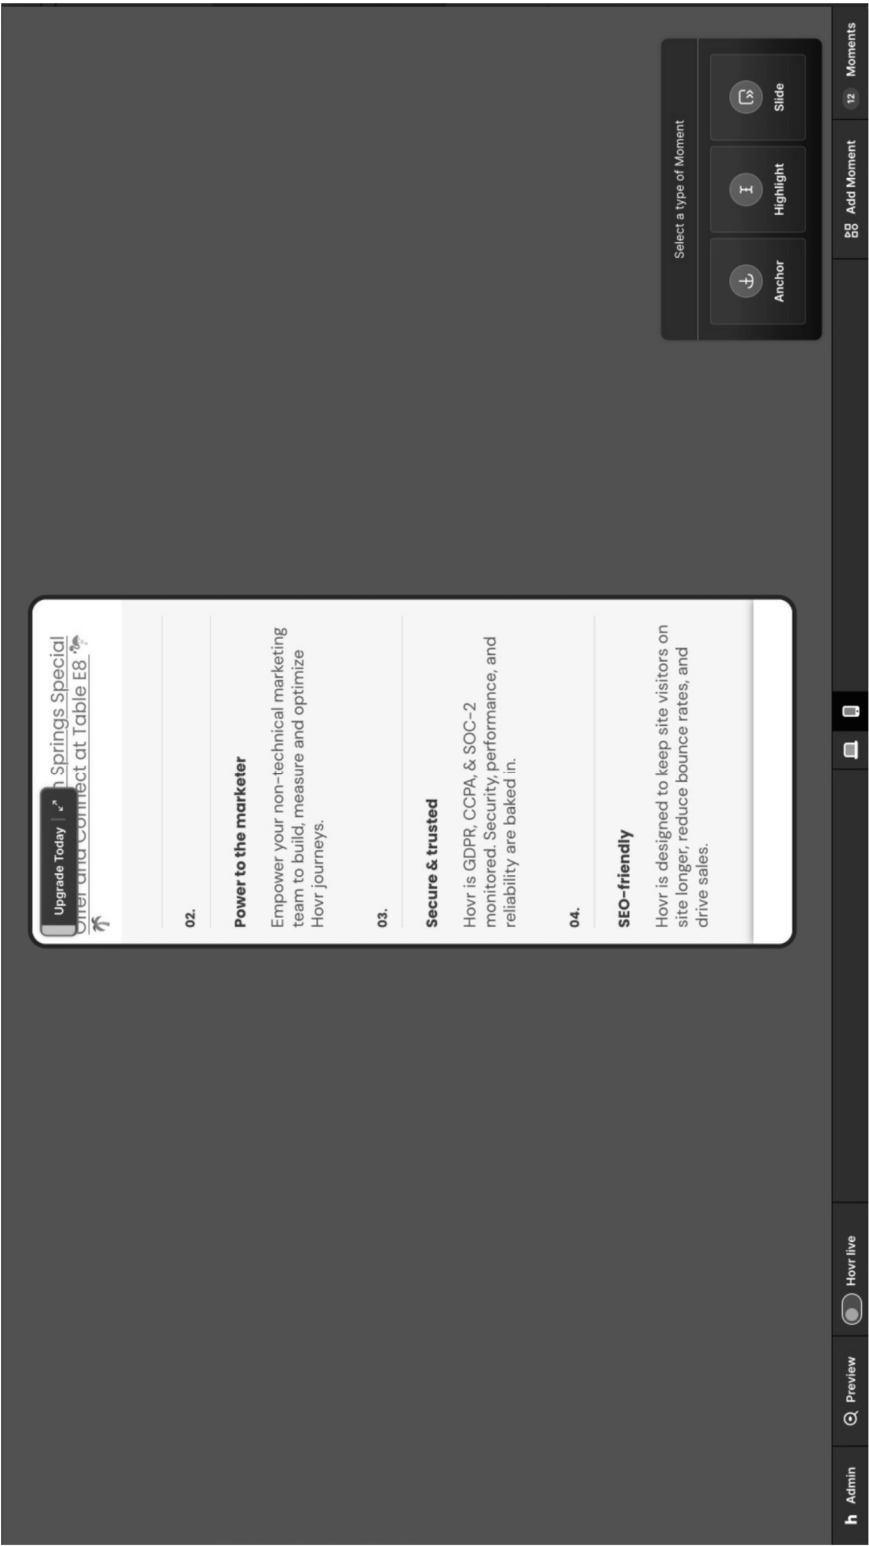 n Springs Special
Offer and Connect at Table E8
Upgrade Today
02.
Power to the marketer
Empower your non-technical marketing
team to build, measure and optimize
Hovr journeys.
03.
Secure & trusted
Hovr is GDPR, CCPA, & SOC-2
monitored. Security, performance, and
reliability are baked in.
04.
SEO-friendly
Hovr is designed to keep site visitors on
site longer, reduce bounce rates, and
drive sales.
Select a type of Moment
Anchor
Highlight
Slide
h Admin
Preview
Hovr live
Add Moment
12 Moments